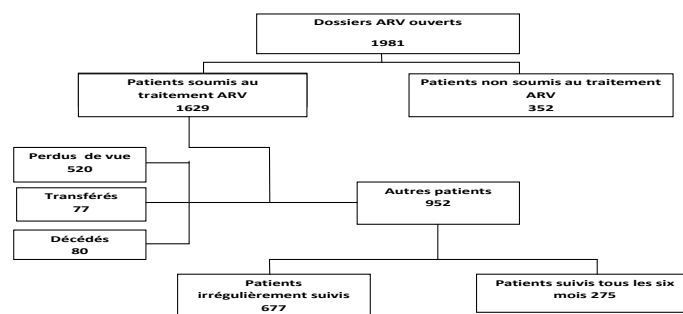 Dossiers ARV ouverts
1981
Patients soumis au
traitement ARV
1629
Patients non soumis au traitement
ARV
352
Perdus de vue
520
Transférés
77
Décédés
80
Autres patients
952
Patients
irrégulièrement suivis
677
Patients suivis tous les six
mois 275